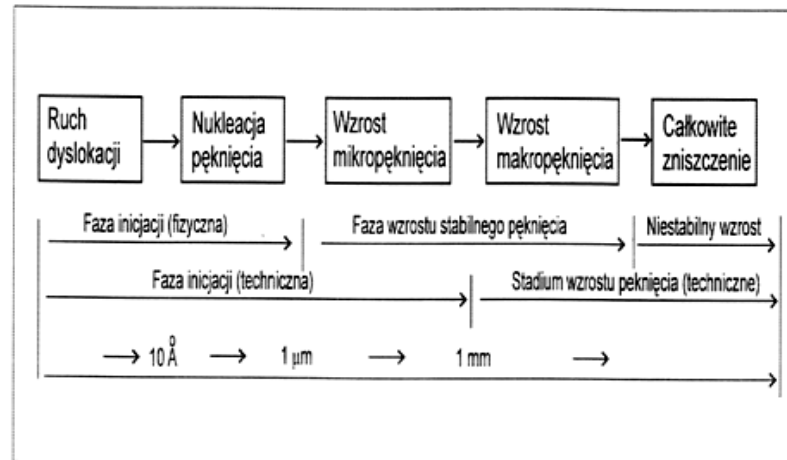 Ruch
dyslokacji
Nukleacja
pęknięcia
Wzrost
mikropęknięcia
Wzrost
makropęknięcia
Całkowite
zniszczenie
Faza inicjacji (fizyczna)
Faza wzrostu stabilnego pęknięcia
Niestabilny wzrost
Faza inicjacji (techniczna)
Stadium wzrostu peknięcia (techniczne)
10 Å
1 μm
1 mm